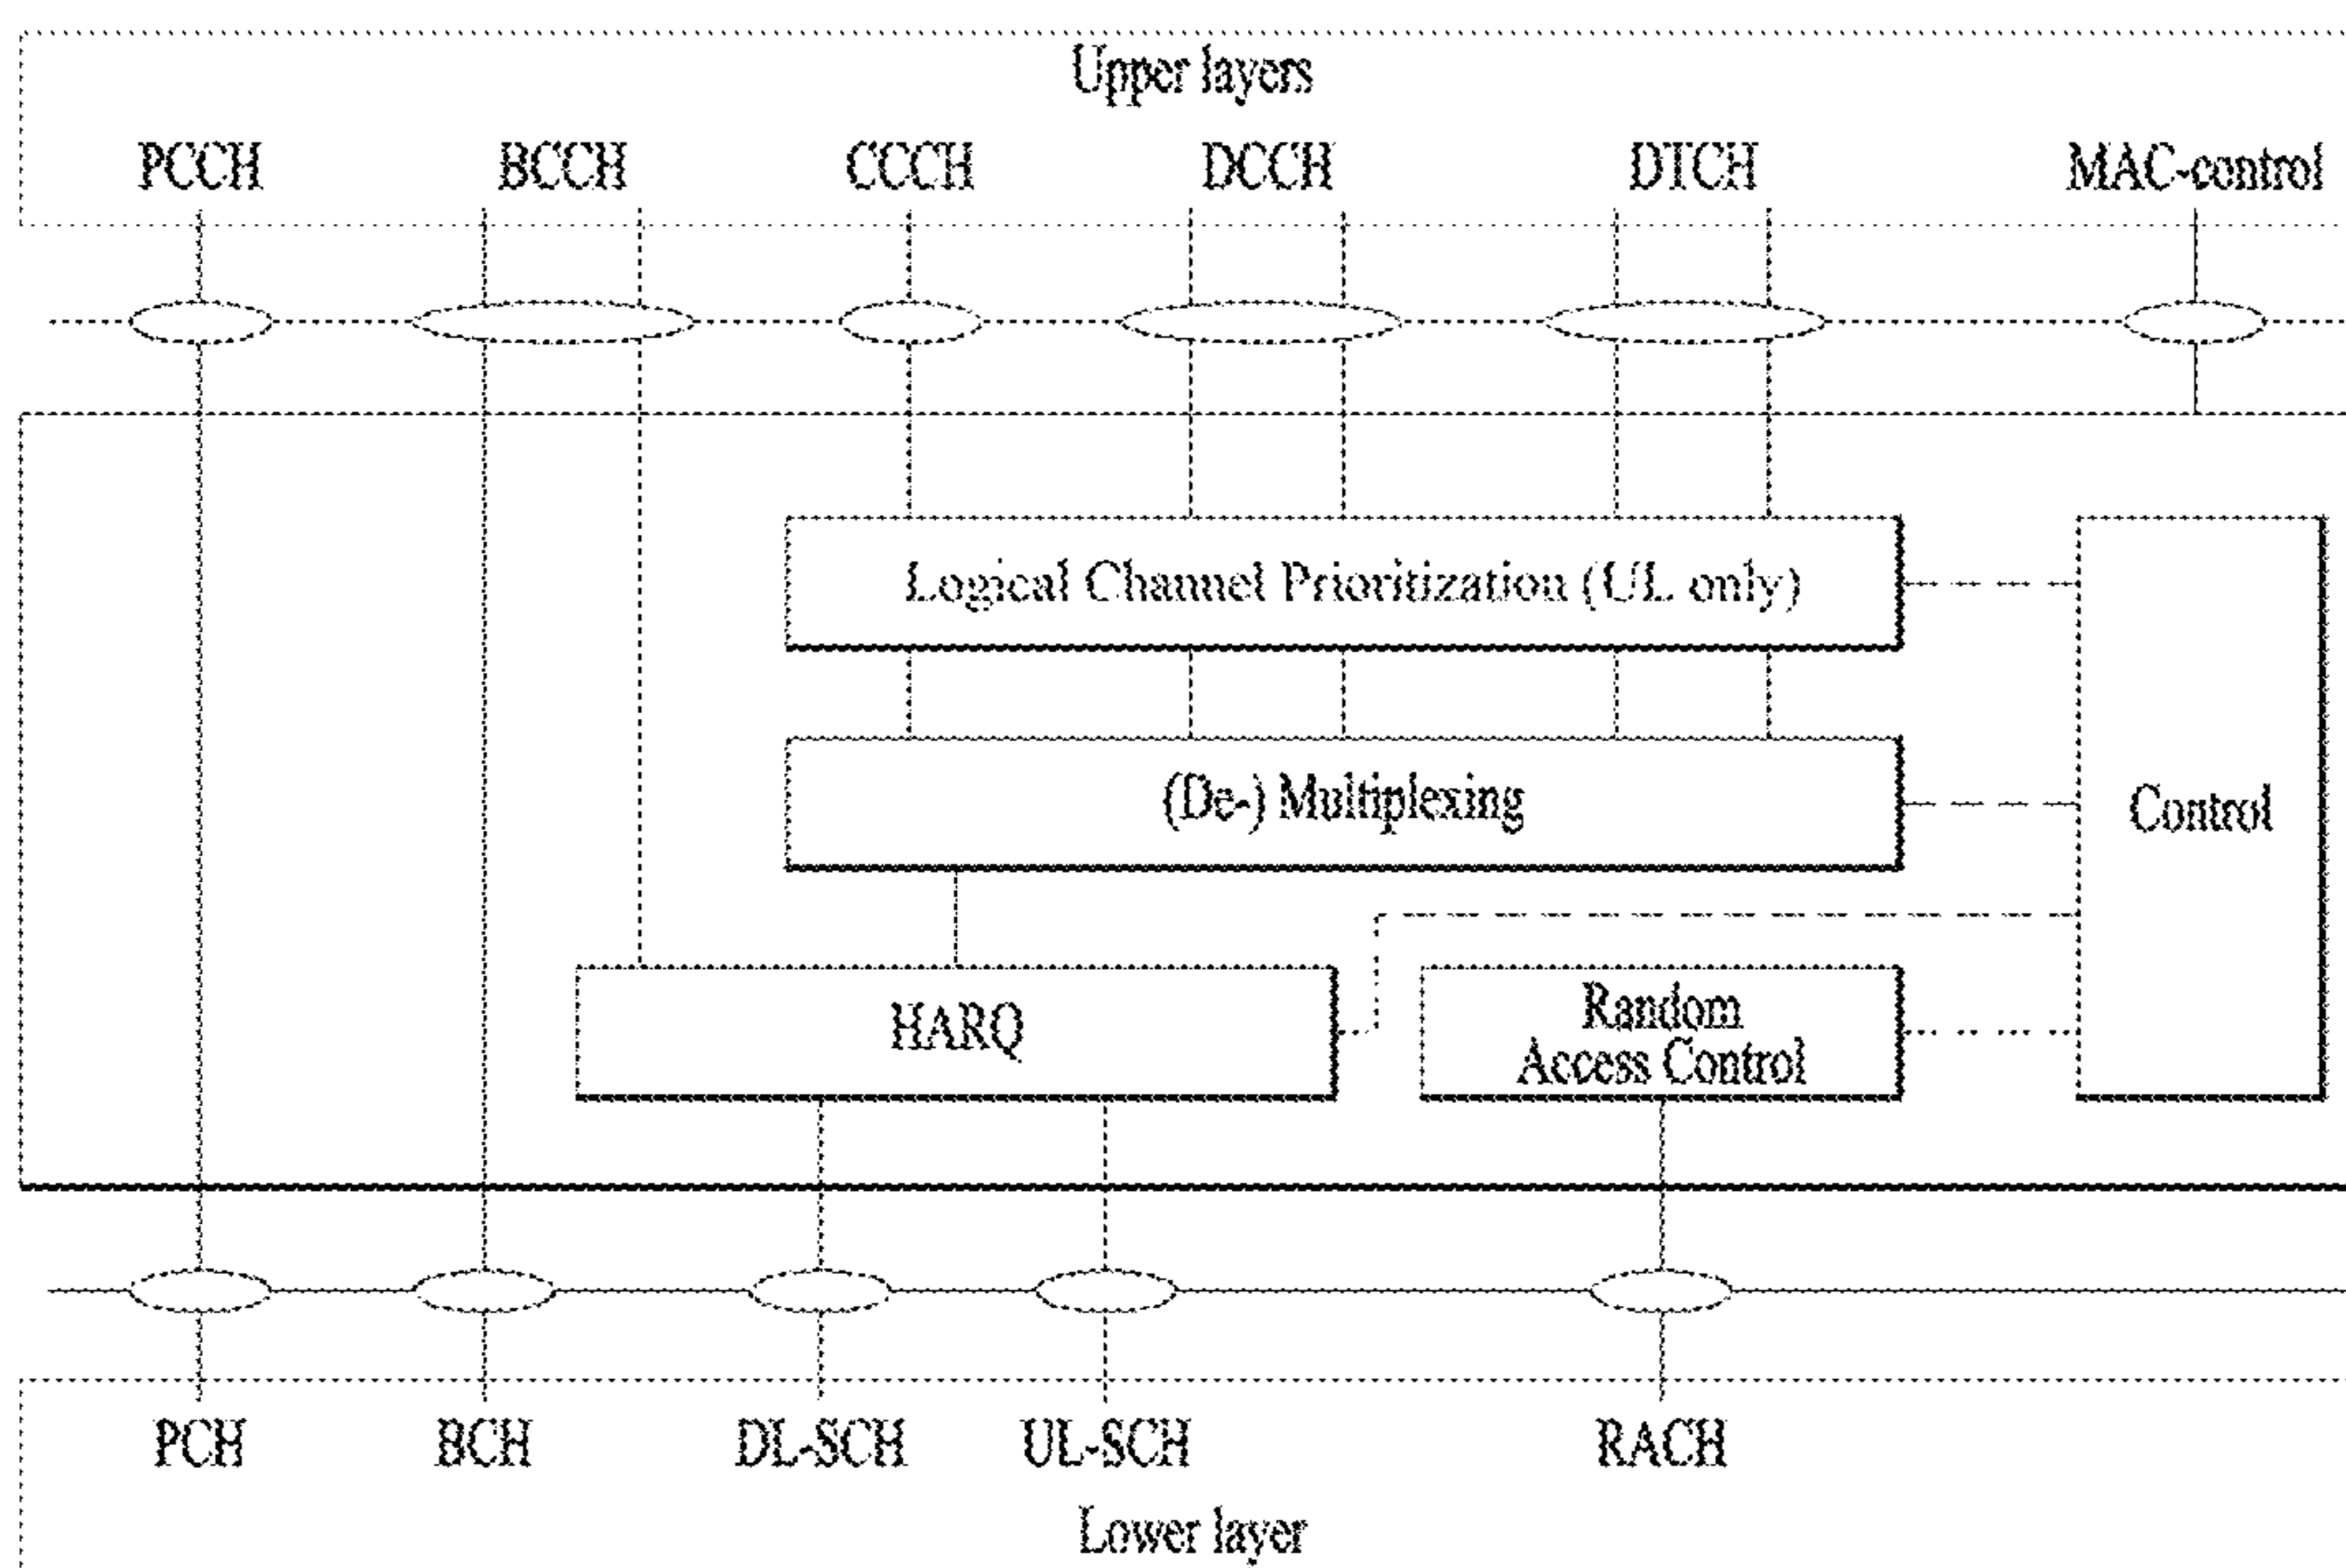 Upper layers
PCCH BCCH CCCH DCCH DTCH MAC-control
Logical Channel Prioritization (UL only)
(De-) Multiplexing
Control
HARQ
Random
Access Control
PCH BCH DL-SCH UL-SCH RACH
Lower layer